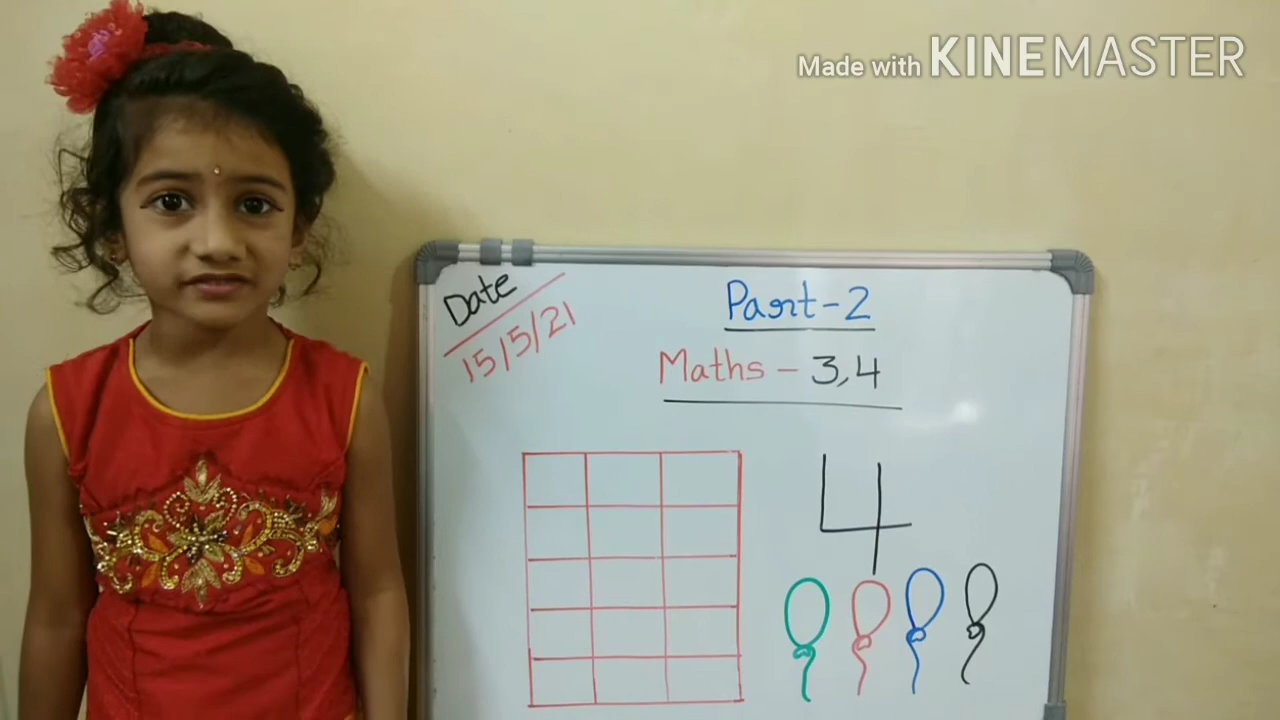 Made with KINEMASTER
Date
15/5/21
Part-2
Maths - 3,4
4